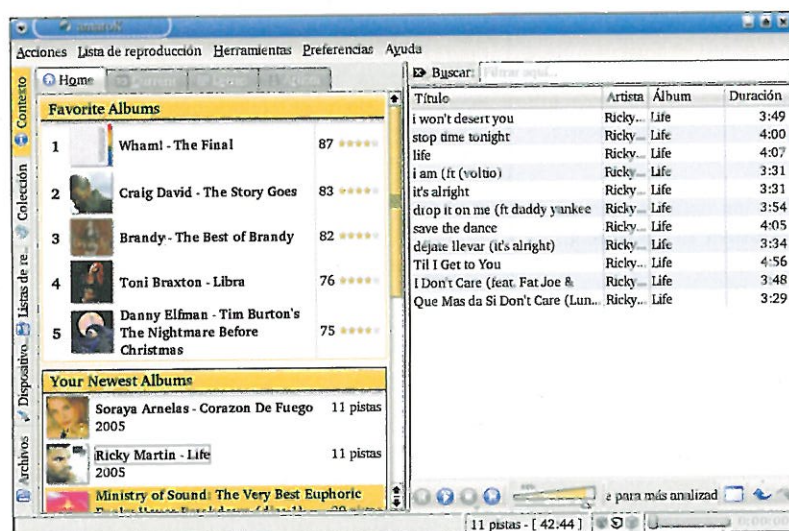 amaroK
Acciones Lista de reproducción Herramientas Preferencias Ayuda
Contexto
Colección
Listas de re...
Dispositivo...
Archivos
Home
Favorite Albums
1 Wham! - The Final 87
2 Craig David - The Story Goes 83
3 Brandy - The Best of Brandy 82
4 Toni Braxton - Libra 76
5 Danny Elfman - Tim Burton's
The Nightmare Before
Christmas 75
Your Newest Albums
Soraya Arnelas - Corazon De Fuego 11 pistas
2005
Ricky Martin - Life 11 pistas
2005
Ministry of Sound: The Very Best Euphoric
Buscar: Filtrar aquí...
Título Artista Álbum Duración
i won't desert you Ricky... Life 3:49
stop time tonight Ricky... Life 4:00
life Ricky... Life 4:07
i am (ft (voltio) Ricky... Life 3:31
it's alright Ricky... Life 3:31
drop it on me (ft daddy yankee Ricky... Life 3:54
save the dance Ricky... Life 4:05
déjate llevar (it's alright) Ricky... Life 3:34
Til I Get to You Ricky... Life 4:56
I Don't Care (feat. Fat Joe & Ricky... Life 3:48
Que Mas da Si Don't Care (Lun... Ricky... Life 3:29
e para más analizad
11 pistas - [ 42:44 ]